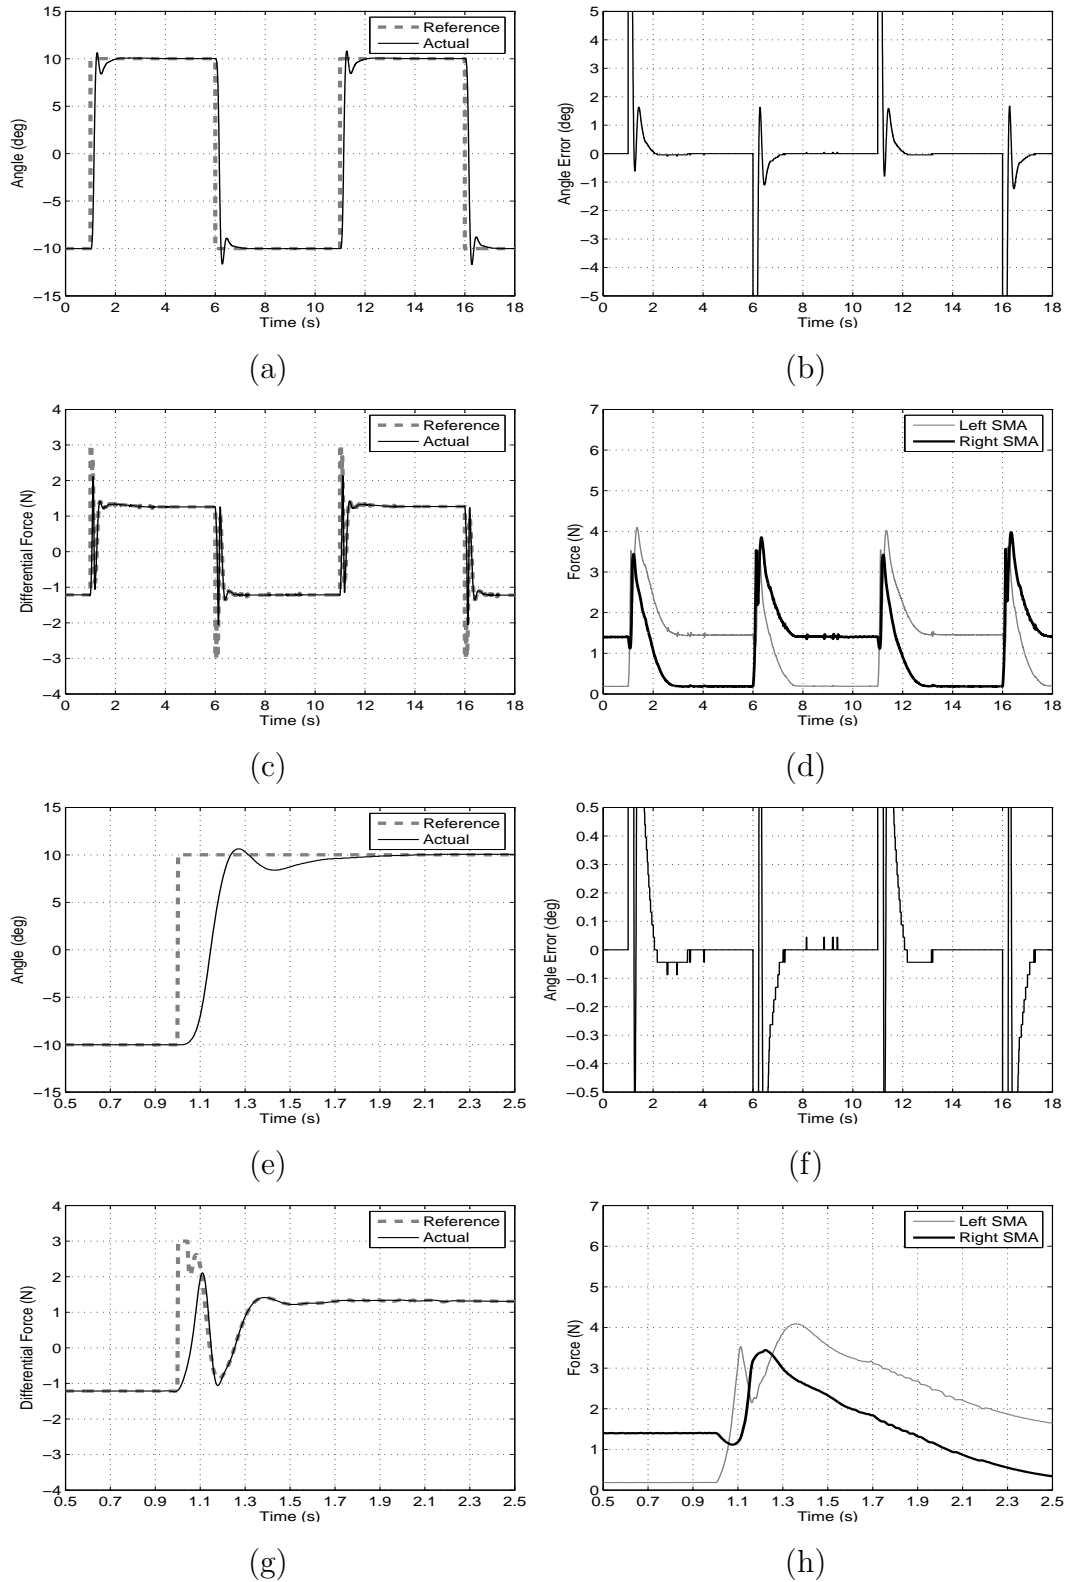 15
10
5
0
−5
−10
−15
Angle (deg)
0 2 4 6 8 10 12 14 16 18
Time (s)
Reference
Actual
(a)
5
4
3
2
1
0
−1
−2
−3
−4
−5
Angle Error (deg)
0 2 4 6 8 10 12 14 16 18
Time (s)
(b)
4
3
2
1
0
−1
−2
−3
−4
Differential Force (N)
0 2 4 6 8 10 12 14 16 18
Time (s)
Reference
Actual
(c)
7
6
5
4
3
2
1
0
Force (N)
0 2 4 6 8 10 12 14 16 18
Time (s)
Left SMA
Right SMA
(d)
15
10
5
0
−5
−10
−15
Angle (deg)
0.5 0.7 0.9 1.1 1.3 1.5 1.7 1.9 2.1 2.3 2.5
Time (s)
Reference
Actual
(e)
0.5
0.4
0.3
0.2
0.1
0
−0.1
−0.2
−0.3
−0.4
−0.5
Angle Error (deg)
0 2 4 6 8 10 12 14 16 18
Time (s)
(f)
4
3
2
1
0
−1
−2
−3
−4
Differential Force (N)
0.5 0.7 0.9 1.1 1.3 1.5 1.7 1.9 2.1 2.3 2.5
Time (s)
Reference
Actual
(g)
7
6
5
4
3
2
1
0
Force (N)
0.5 0.7 0.9 1.1 1.3 1.5 1.7 1.9 2.1 2.3 2.5
Time (s)
Left SMA
Right SMA
(h)